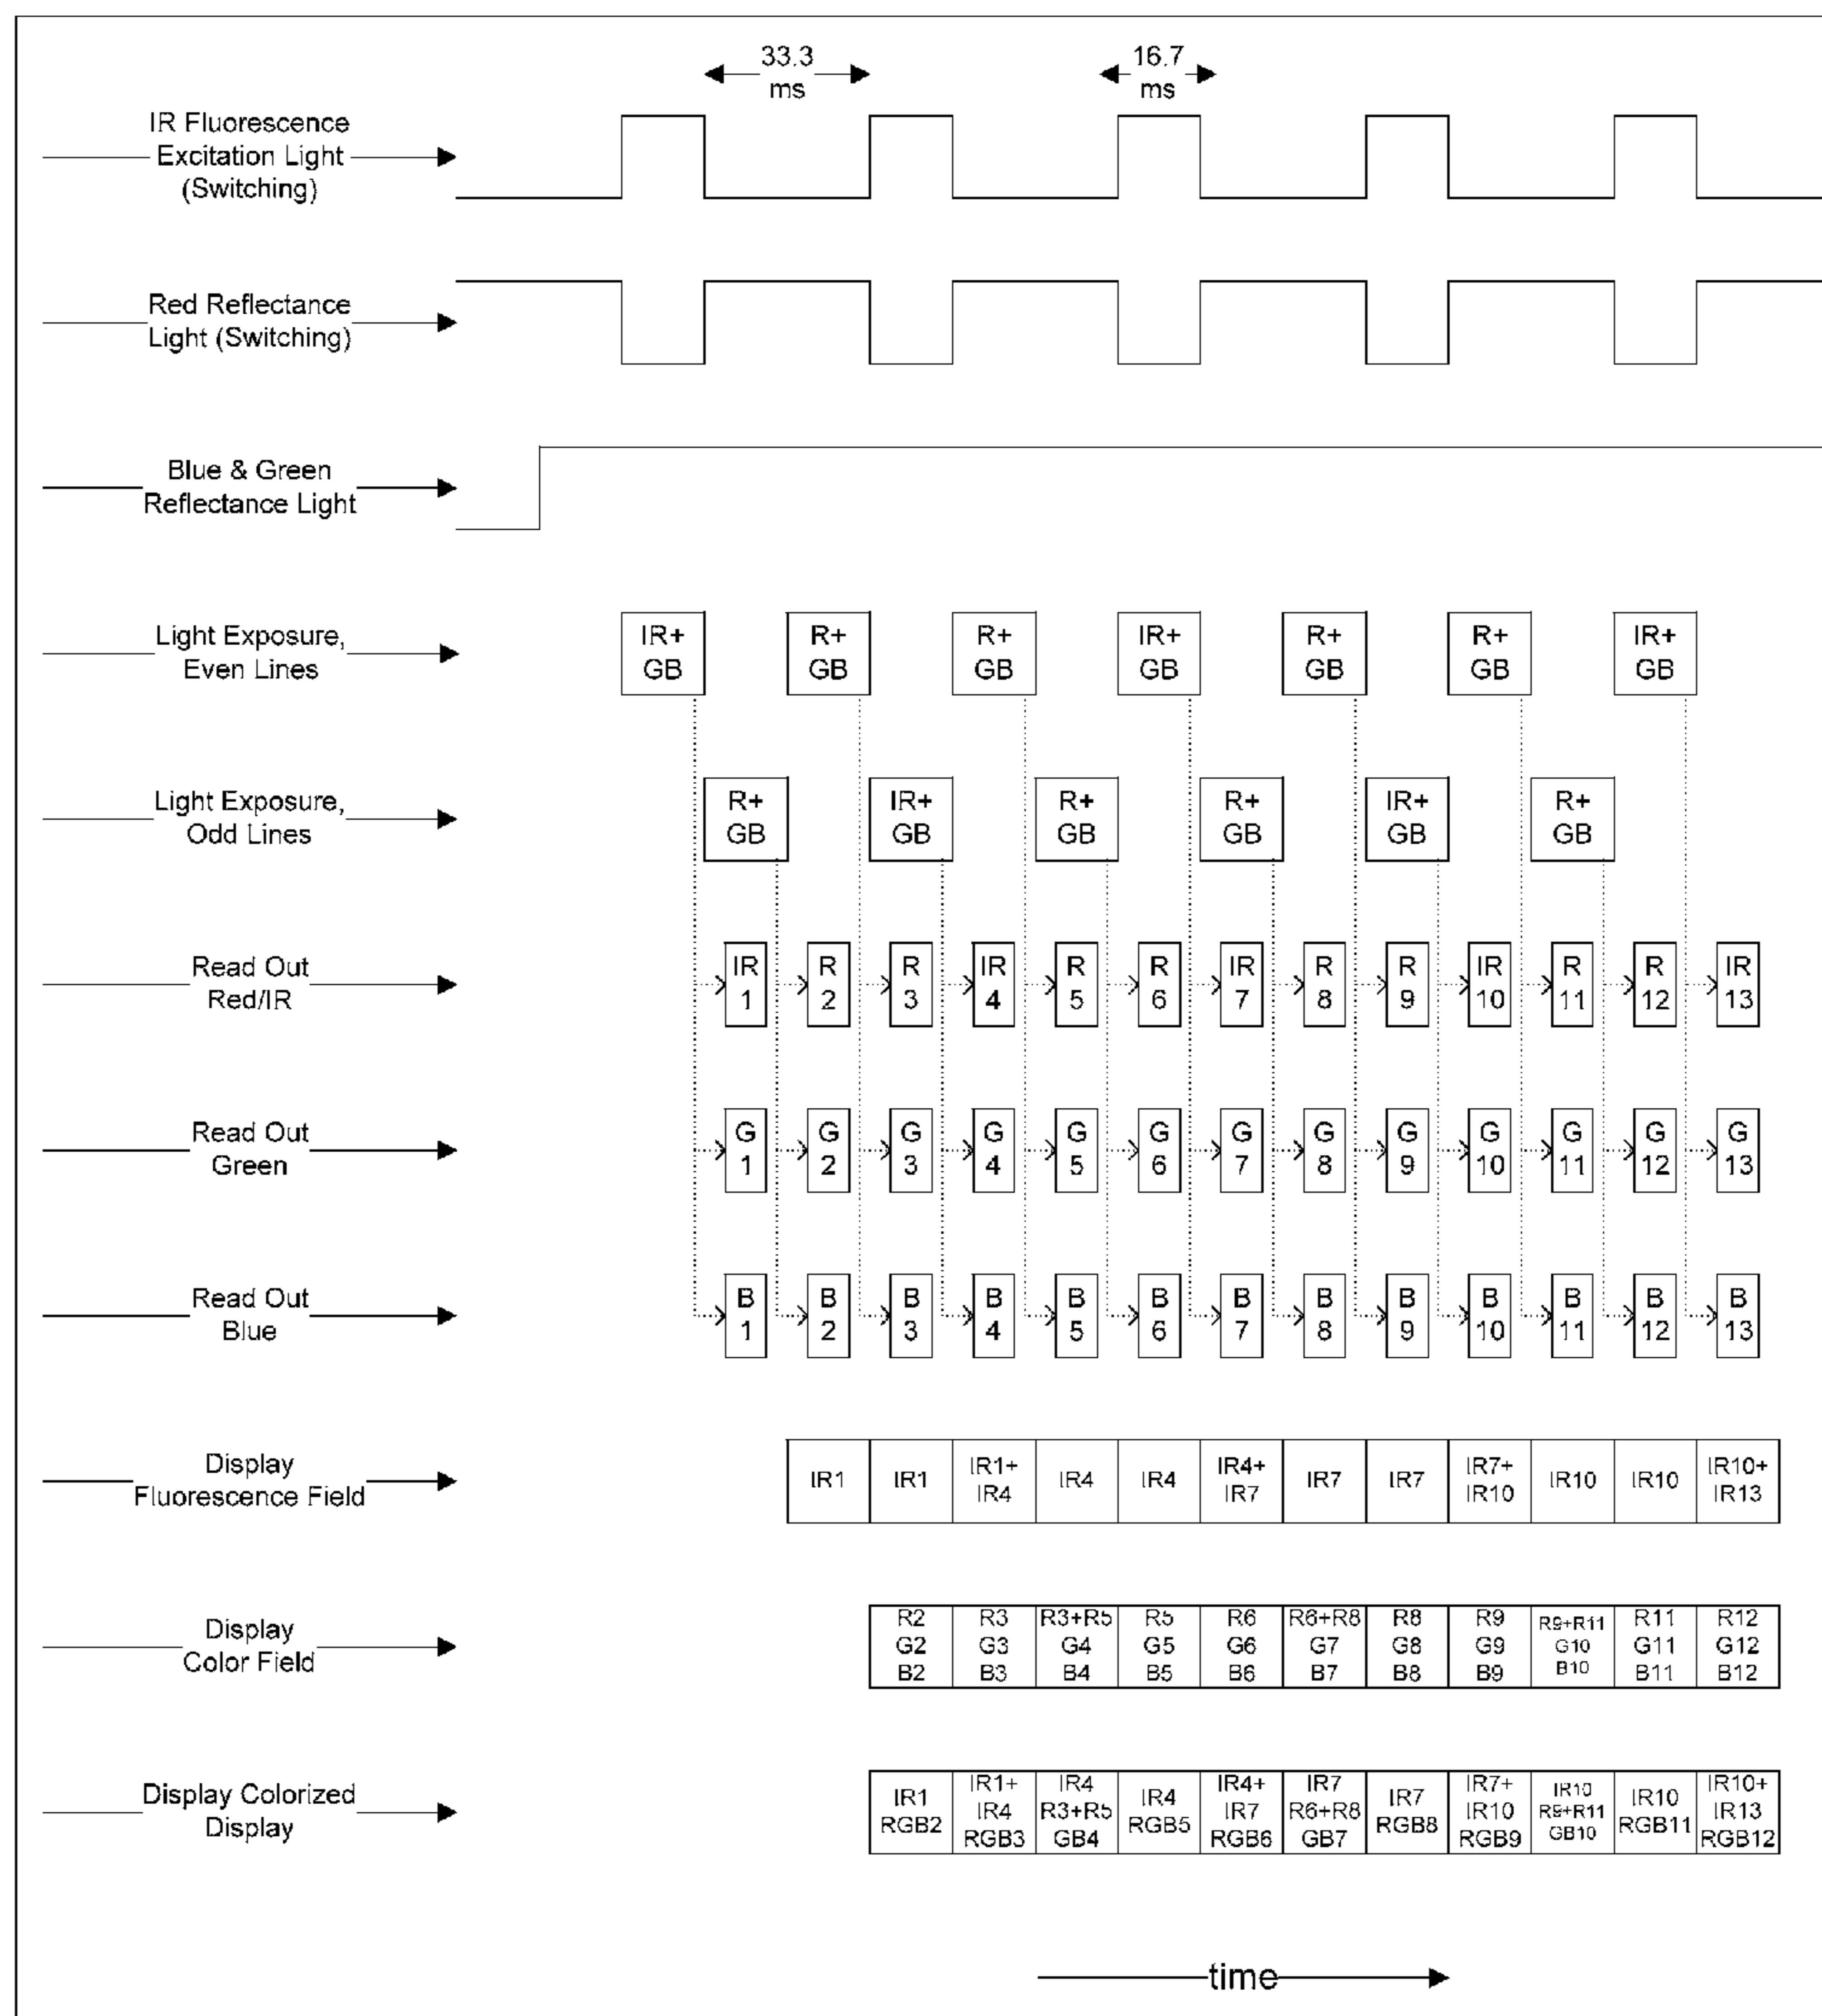 33.3
ms
16.7
ms
IR Fluorescence
Excitation Light
(Switching)
Red Reflectance
Light (Switching)
Blue & Green
Reflectance Light
Light Exposure,
Even Lines
IR+ R+ R+ IR+ R+ R+ IR+
GB GB GB GB GB GB GB
Light Exposure,
Odd Lines
R+ IR+ R+ R+ IR+ R+
GB GB GB GB GB GB
Read Out
Red/IR
IR R R IR R R IR R R IR R R IR
1 2 3 4 5 6 7 8 9 10 11 12 13
Read Out
Green
G G G G G G G G G G G G G
1 2 3 4 5 6 7 8 9 10 11 12 13
Read Out
Blue
B B B B B B B B B B B B B
1 2 3 4 5 6 7 8 9 10 11 12 13
Display
Fluorescence Field
IR1 IR1 IR1+ IR4 IR4 IR4+ IR7 IR7 IR7+ IR10 IR10 IR10+
IR4 IR7 IR10 IR13
Display
Color Field
R2 R3 R3+R5 R5 R6 R6+R8 R8 R9 R9+R11 R11 R12
G2 G3 G4 G5 G6 G7 G8 G9 G10 G11 G12
B2 B3 B4 B5 B6 B7 B8 B9 B10 B11 B12
Display Colorized
Display
IR1
RGB2
IR1+
IR4
RGB3
IR4
R3+R5
GB4
IR4
RGB5
IR4+
IR7
RGB6
IR7
R6+R8
GB7
IR7
RGB8
IR7+
IR10
RGB9
IR10
R9+R11
GB10
IR10
RGB11
IR10+
IR13
RGB12
time